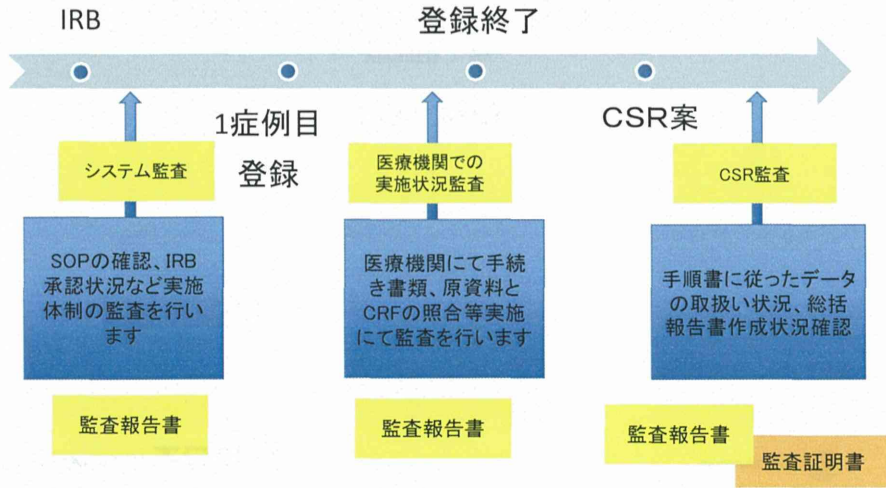 IRB
登録終了
1症例目
登録
CSR案
システム監査
医療機関での
実施状況監査
CSR監査
SOPの確認、IRB
承認状況など実施
体制の監査を行い
ます
医療機関にて手続
き書類、原資料と
CRFの照合等実施
にて監査を行います
手順書に従ったデータ
の取扱い状況、総括
報告書作成状況確認
監査報告書
監査報告書
監査報告書
監査証明書